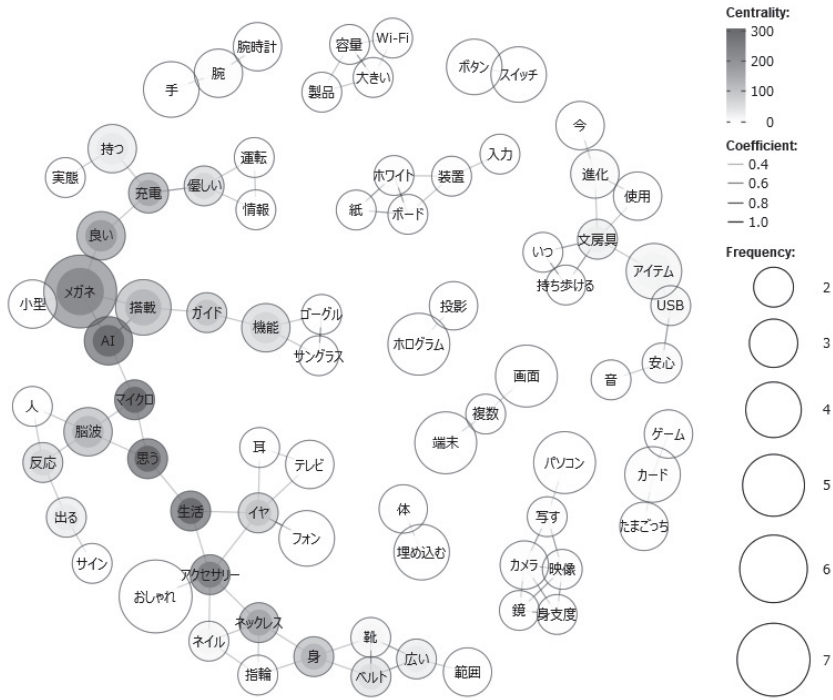 Centrality:
300
200
100
0
Coefficient:
0.4
0.6
0.8
1.0
Frequency:
2
3
4
5
6
7
腕時計
腕
手
容量
Wi-Fi
大きい
製品
ボタン
スイッチ
今
進化
使用
文房具
いつ
持ち歩ける
アイテム
USB
安心
音
持つ
実態
充電
優しい
運転
情報
良い
メガネ
小型
搭載
AI
ガイド
機能
ゴーグル
サングラス
入力
ホワイト
装置
紙
ボード
投影
ホログラム
画面
複数
端末
マイクロ
人
脳波
反応
思う
出る
サイン
生活
耳
テレビ
イヤ
フォン
アクセサリー
おしゃれ
ネイル
ネックレス
指輪
身
靴
ベルト
広い
範囲
体
埋め込む
パソコン
写す
カメラ
映像
鏡
身支度
ゲーム
カード
たまごっち